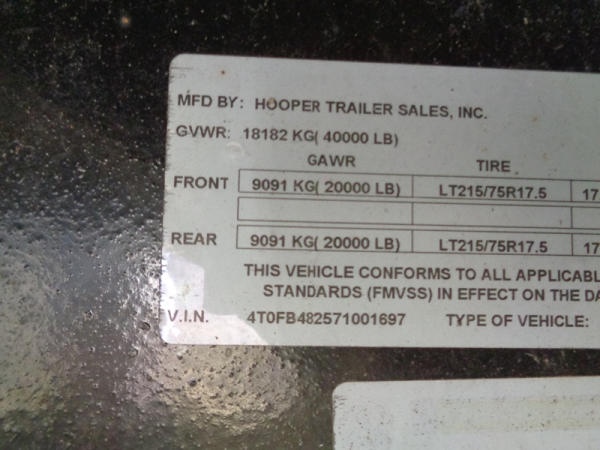 MFD BY: HOOPER TRAILER SALES, INC.
GVWR: 18182 KG( 40000 LB)
GAWR TIRE
FRONT 9091 KG( 20000 LB) LT215/75R17.5 17
REAR 9091 KG( 20000 LB) LT215/75R17.5 17
THIS VEHICLE CONFORMS TO ALL APPLICABL
STANDARDS (FMVSS) IN EFFECT ON THE DA
V.I.N. 4T0FB482571001697 TYPE OF VEHICLE: